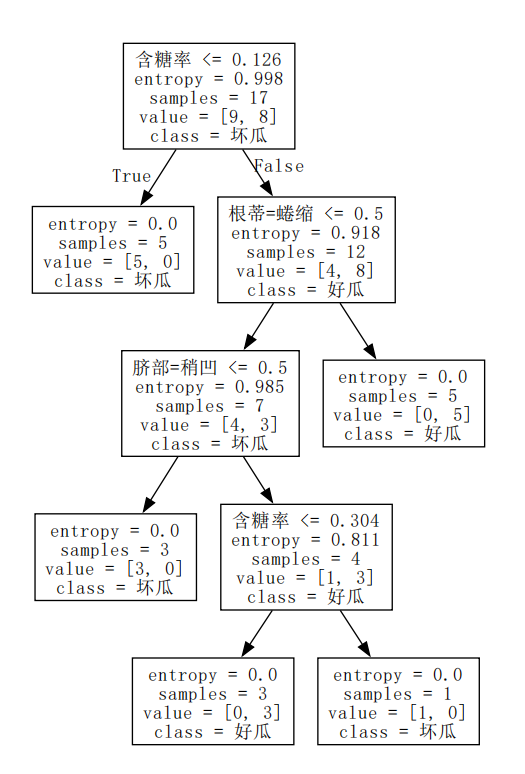 含糖率 <= 0.126
entropy = 0.998
samples = 17
value = [9, 8]
class = 坏瓜
True
False
entropy = 0.0
samples = 5
value = [5, 0]
class = 坏瓜
根蒂=蜷缩 <= 0.5
entropy = 0.918
samples = 12
value = [4, 8]
class = 好瓜
脐部=稍凹 <= 0.5
entropy = 0.985
samples = 7
value = [4, 3]
class = 坏瓜
entropy = 0.0
samples = 5
value = [0, 5]
class = 好瓜
entropy = 0.0
samples = 3
value = [3, 0]
class = 坏瓜
含糖率 <= 0.304
entropy = 0.811
samples = 4
value = [1, 3]
class = 好瓜
entropy = 0.0
samples = 3
value = [0, 3]
class = 好瓜
entropy = 0.0
samples = 1
value = [1, 0]
class = 坏瓜